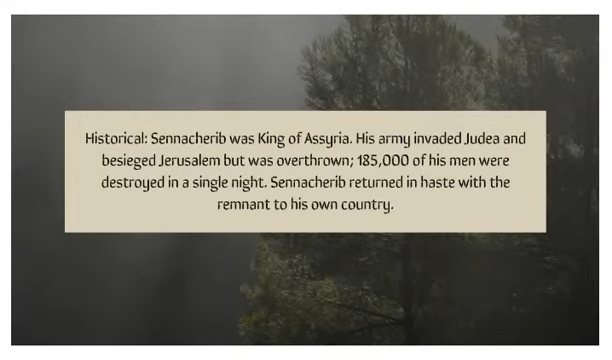 Historical: Sennacherib was King of Assyria. His army invaded Judea and
besieged Jerusalem but was overthrown; 185,000 of his men were
destroyed in a single night. Sennacherib returned in haste with the
remnant to his own country.